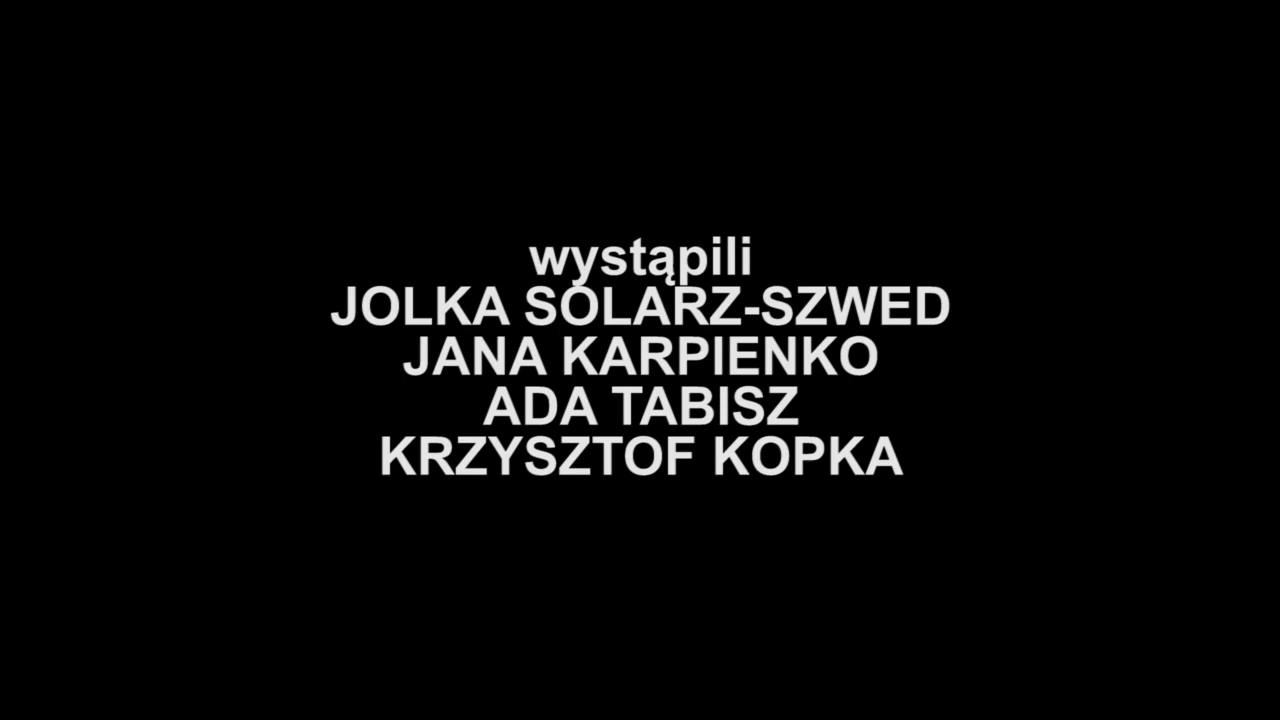 wystąpili
JOLKA SOLARZ-SZWED
JANA KARPIENKO
ADA TABISZ
KRZYSZTOF KOPKA